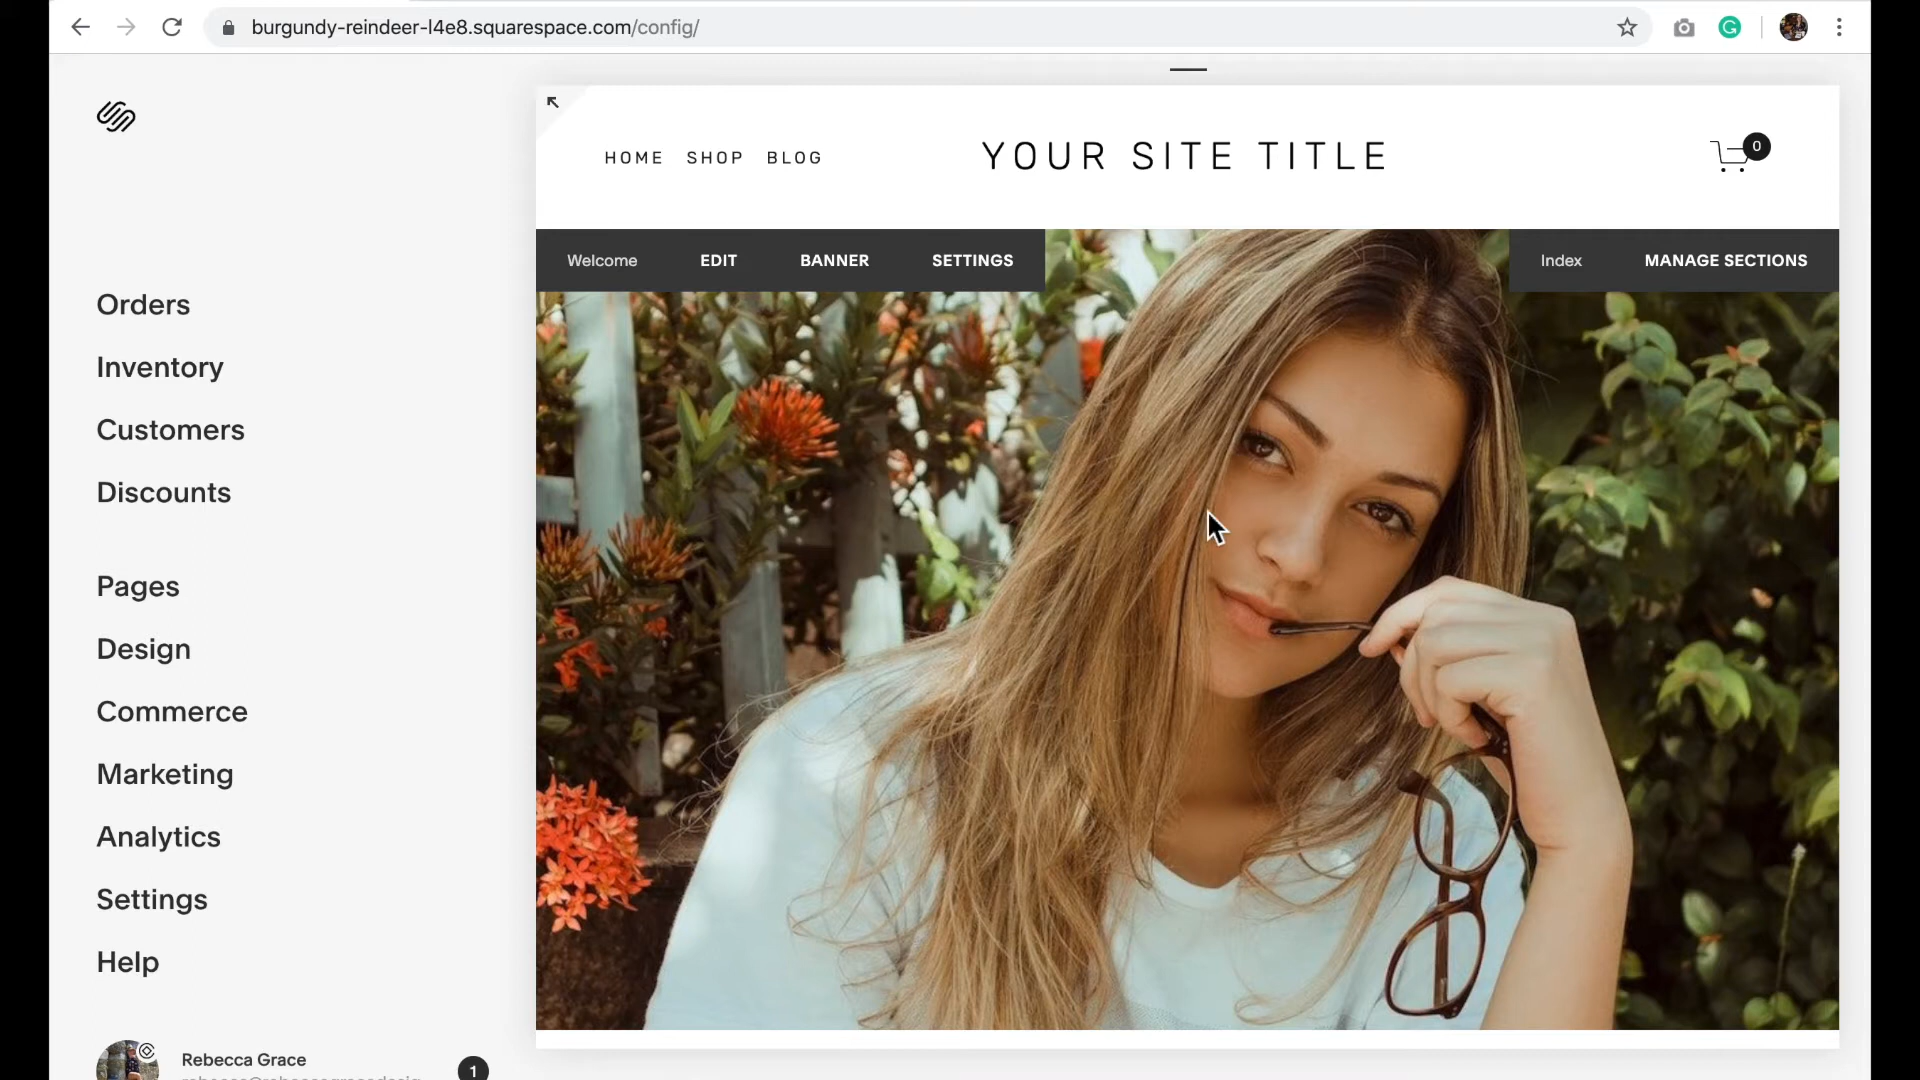 burgundy-reindeer-l4e8.squarespace.com/config/
HOME SHOP BLOG
YOUR SITE TITLE
0
Welcome EDIT BANNER SETTINGS
Index MANAGE SECTIONS
Orders
Inventory
Customers
Discounts
Pages
Design
Commerce
Marketing
Analytics
Settings
Help
Rebecca Grace
1